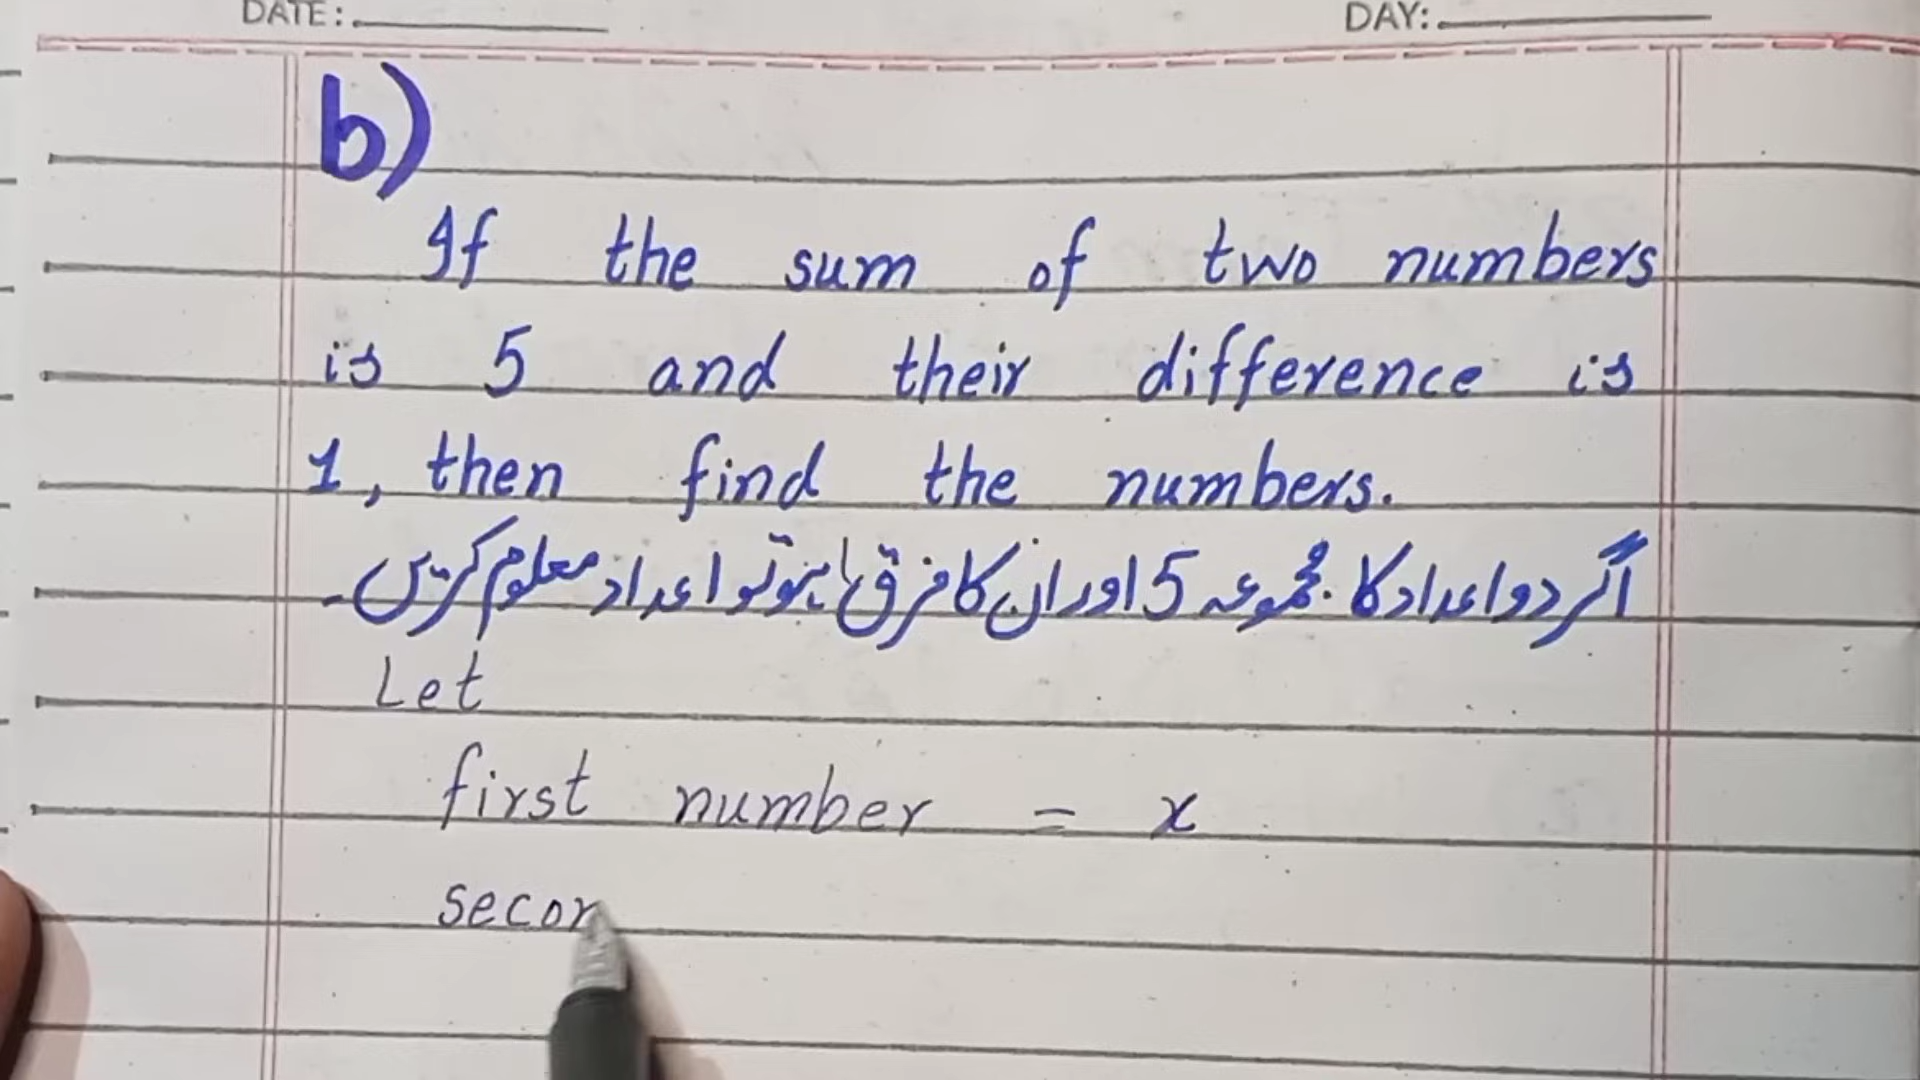 DATE: DAY:
b)
If the sum of two numbers
is 5 and their difference is
1, then find the numbers.
اگر دو اعداد کا مجموعہ 5 اور ان کا فرق 1 ہو تو اعداد معلوم کریں۔
Let
first number = x
secon